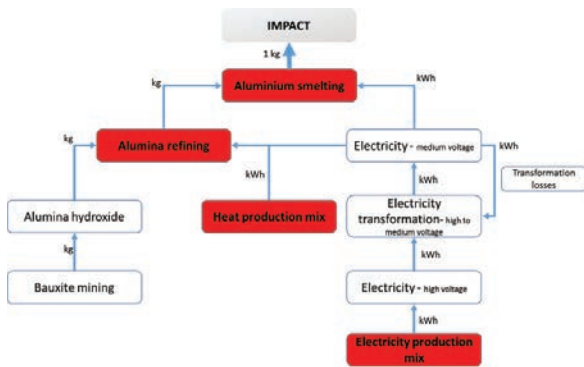 IMPACT
1 kg
kg
kWh
Aluminium smelting
kg
Alumina refining
Electricity - medium voltage
kWh
kWh
kWh
Transformation
losses
Alumina hydroxide
Heat production mix
Electricity
transformation- high to
medium voltage
kg
kWh
Bauxite mining
Electricity - high voltage
kWh
Electricity production
mix